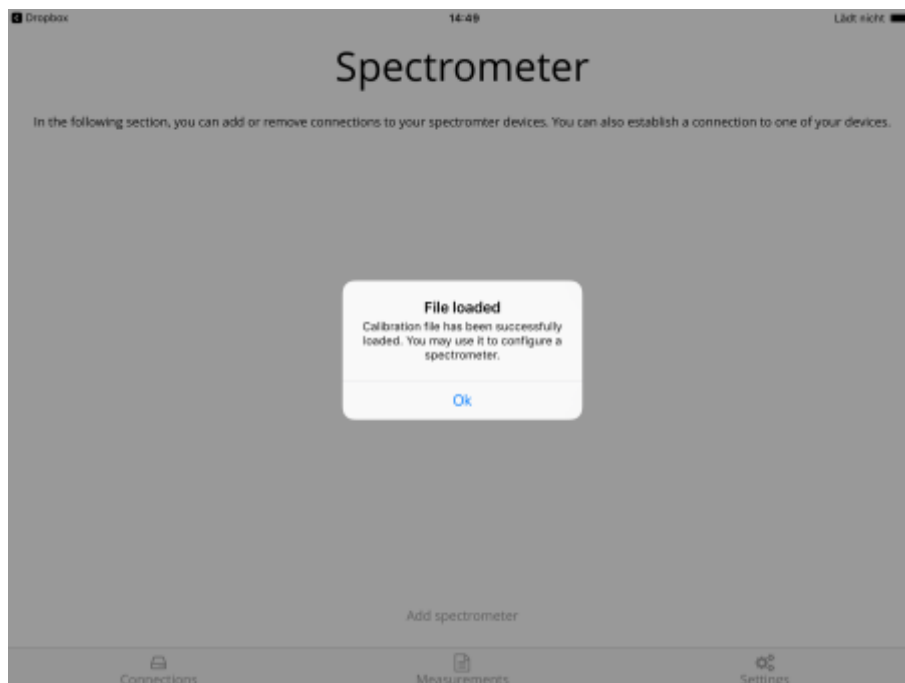 Dropbox 14:49 Lädt nicht
Spectrometer
In the following section, you can add or remove connections to your spectromter devices. You can also establish a connection to one of your devices.
File loaded
Calibration file has been successfully
loaded. You may use it to configure a
spectrometer.
Ok
Add spectrometer
Connections Measurements Settings